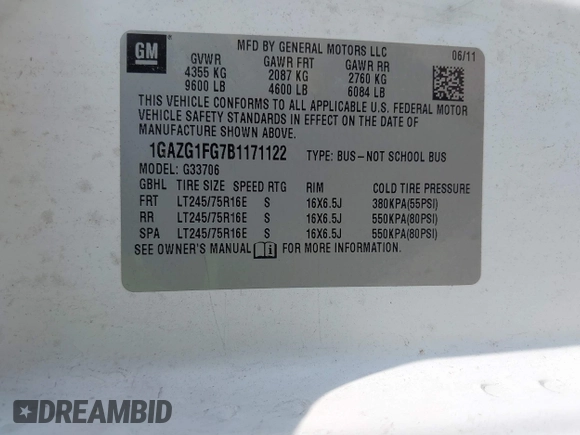 GM
MFD BY GENERAL MOTORS LLC
06/11
GVWR GAWR FRT GAWR RR
4355 KG 2087 KG 2760 KG
9600 LB 4600 LB 6084 LB
THIS VEHICLE CONFORMS TO ALL APPLICABLE U.S. FEDERAL MOTOR
VEHICLE SAFETY STANDARDS IN EFFECT ON THE DATE OF
MANUFACTURE SHOWN ABOVE.
1GAZG1FG7B1171122 TYPE: BUS–NOT SCHOOL BUS
MODEL: G33706
GBHL TIRE SIZE SPEED RTG RIM COLD TIRE PRESSURE
FRT LT245/75R16E S 16X6.5J 380KPA(55PSI)
RR LT245/75R16E S 16X6.5J 550KPA(80PSI)
SPA LT245/75R16E S 16X6.5J 550KPA(80PSI)
SEE OWNER'S MANUAL FOR MORE INFORMATION.
DREAMBID